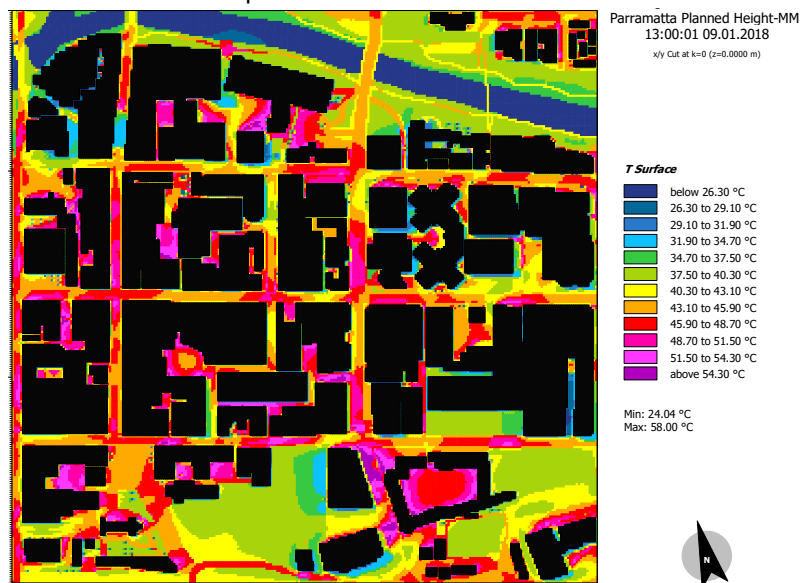 Parramatta Planned Height-MM
13:00:01 09.01.2018
x/y Cut at k=0 (z=0.0000 m)
T Surface
below 26.30 °C
26.30 to 29.10 °C
29.10 to 31.90 °C
31.90 to 34.70 °C
34.70 to 37.50 °C
37.50 to 40.30 °C
40.30 to 43.10 °C
43.10 to 45.90 °C
45.90 to 48.70 °C
48.70 to 51.50 °C
51.50 to 54.30 °C
above 54.30 °C
Min: 24.04 °C
Max: 58.00 °C
N